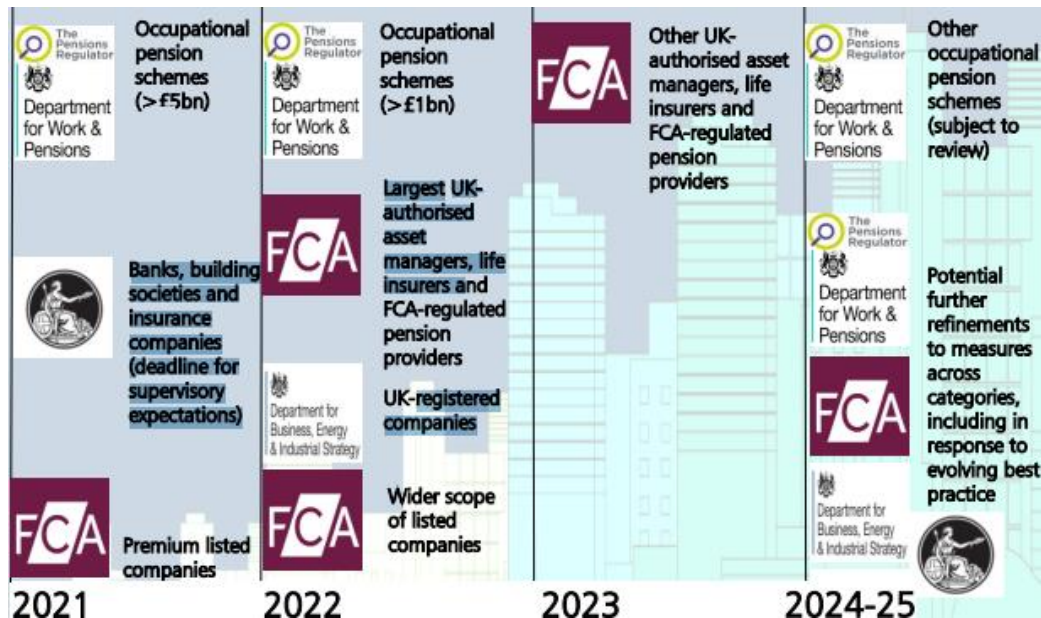 The
Pensions
Regulator
Department
for Work &
Pensions
Occupational
pension
schemes
(>£5bn)
Banks, building
societies and
insurance
companies
(deadline for
supervisory
expectations)
FCA
Premium listed
companies
2021
The
Pensions
Regulator
Department
for Work &
Pensions
Occupational
pension
schemes
(>£1bn)
FCA
Largest UK-
authorised
asset
managers, life
insurers and
FCA-regulated
pension
providers
Department for
Business, Energy
& Industrial Strategy
UK-registered
companies
FCA
Wider scope
of listed
companies
2022
FCA
Other UK-
authorised asset
managers, life
insurers and
FCA-regulated
pension
providers
2023
The
Pensions
Regulator
Department
for Work &
Pensions
Other
occupational
pension
schemes
(subject to
review)
The
Pensions
Regulator
Department
for Work &
Pensions
FCA
Department for
Business, Energy
& Industrial Strategy
Potential
further
refinements
to measures
across
categories,
including in
response to
evolving best
practice
2024-25